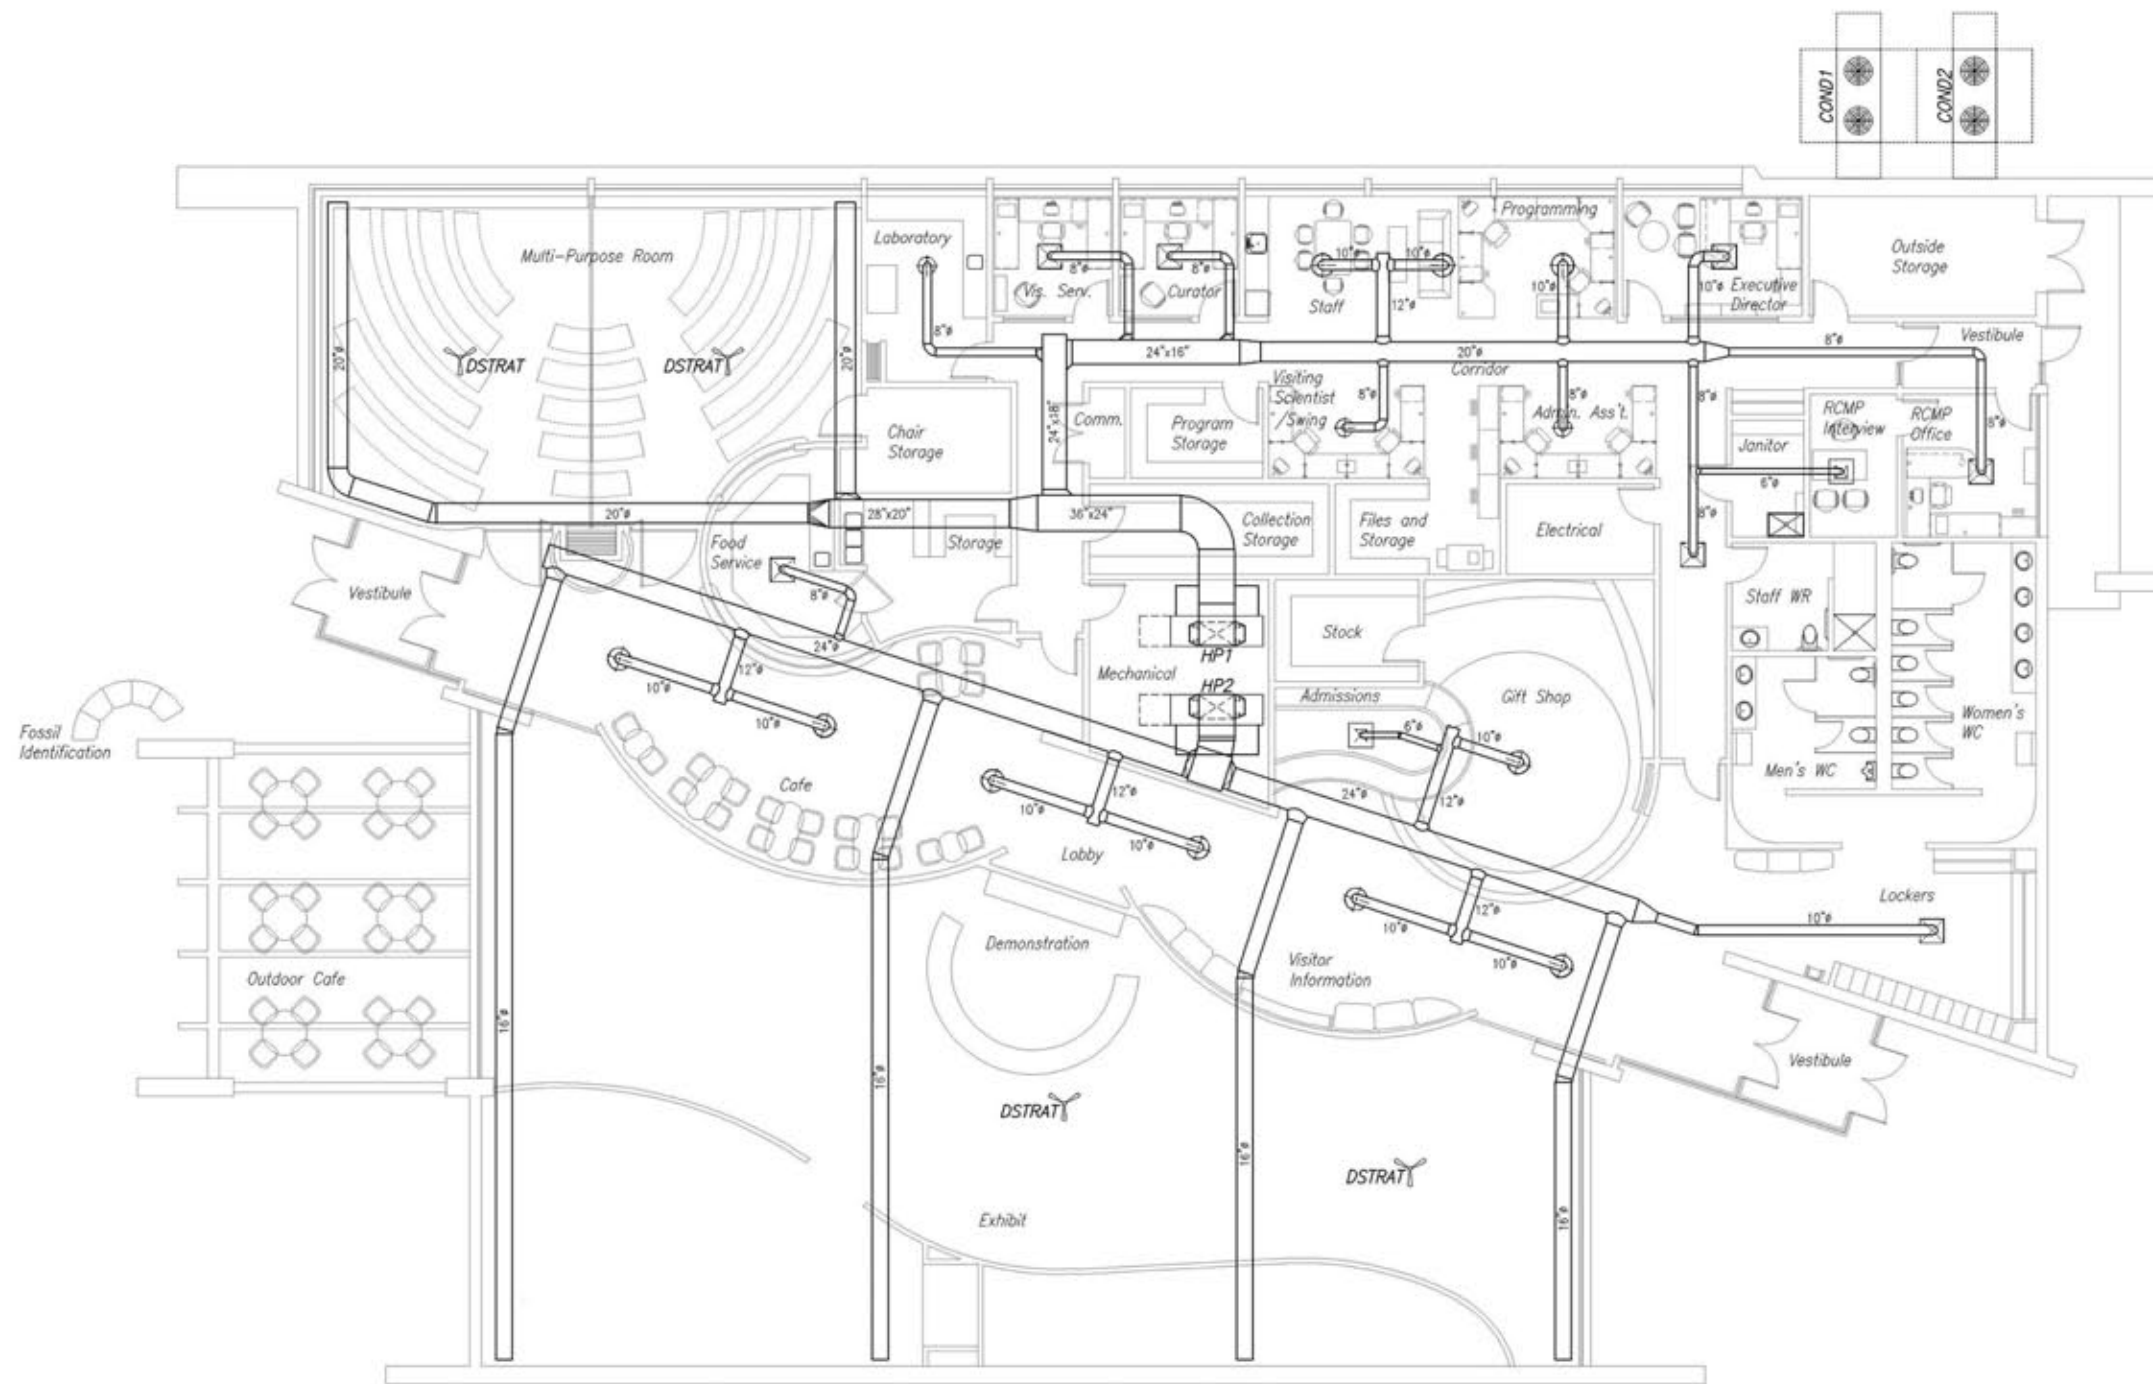 COND1
COND2
Programming
Laboratory
Multi-Purpose Room
Outside
Storage
10"ø
10"ø
8"ø
8"ø
Vis. Serv.
Curator
Staff
12"ø
10"ø
10"ø
Executive
Director
8"ø
Vestibule
8"ø
24"x16"
20"ø
Corridor
20"ø
DSTRAT
DSTRAT
20"ø
Visiting
Scientist
/Swing
8"ø
8"ø
Admin. Ass't.
8"ø
24"x18"
Comm.
Program
Storage
Chair
Storage
RCMP
Interview
RCMP
Office
8"ø
Janitor
6"ø
20"ø
28"x20"
36"x24"
Collection
Storage
Files and
Storage
Electrical
8"ø
Food
Service
Storage
Vestibule
8"ø
Staff WR
Stock
24"ø
12"ø
10"ø
10"ø
HP1
Mechanical
HP2
Admissions
Gift Shop
6"ø
10"ø
Women's
WC
Men's WC
Fossil
Identification
Cafe
12"ø
10"ø
10"ø
24"ø
12"ø
Lobby
Lockers
12"ø
10"ø
10"ø
10"ø
Demonstration
Visitor
Information
Outdoor Cafe
16"ø
16"ø
Vestibule
DSTRAT
16"ø
DSTRAT
Exhibit
16"ø